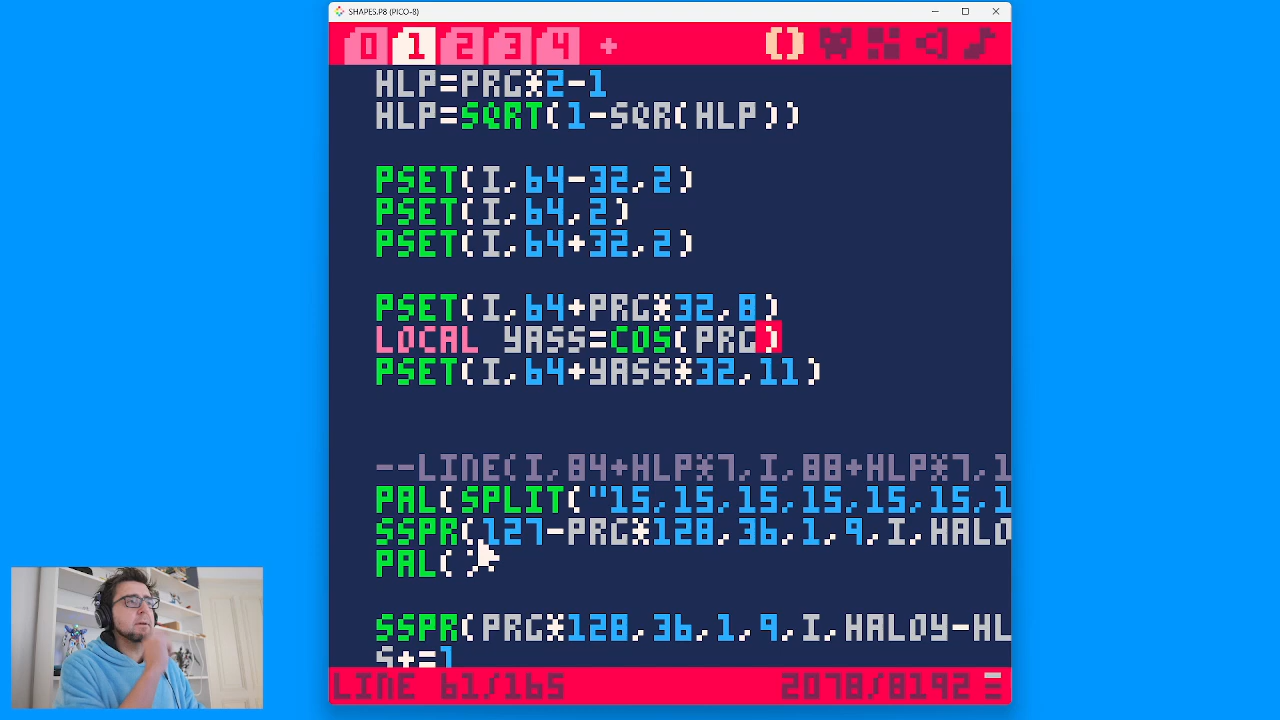 SHAPES.P8 (PICO-8)
0 1 2 3 4 +
HLP=PRG*2-1
HLP=SQRT(1-SQR(HLP))
PSET(I,64-32,2)
PSET(I,64,2)
PSET(I,64+32,2)
PSET(I,64+PRG*32,8)
LOCAL YASS=COS(PRG)
PSET(I,64+YASS*32,11)
--LINE(I,84+HLP*7,I,88+HLP*7,1
PAL(SPLIT("15,15,15,15,15,15,1
SSPR(127-PRG*128,36,1,9,I,HALO
PAL()
SSPR(PRG*128,36,1,9,I,HALOY-HL
S+=1
LINE 61/165
2078/8192